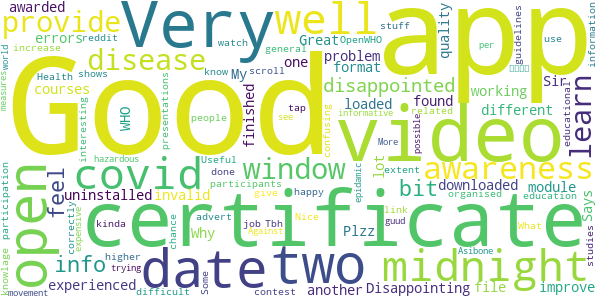 awarded
provide
errors
reddit
world
increase
shows
Health
My
courses
WHO
measures
disease
Very
well
Great
OpenWHO
one
problem
format
stuff
watch
general
know
scroll
quality
guidelines
per
use
information
app
Good
disappointed
working
Sir
educational
learn
loaded
found
different
tap
people
see
presentations
interesting
finished
video
informative
related
possible
More
confusing
hazardous
covid
window
awareness
participation
open
feel
uninstalled
invalid
Useful
done
participants
happy
lot
bit
downloaded
module
extent
organised
education
epidemic
give
link
Says
studies
certificate
knowlage
info
correctly
expensive
kinda
advert
Why
chance
job
Tbh
Nice
Against
guud
Plzz
file
What
Asibone
improve
experienced
higher
trying
movement
difficult
Some
date
two
contest
another
Disappointing
midnight